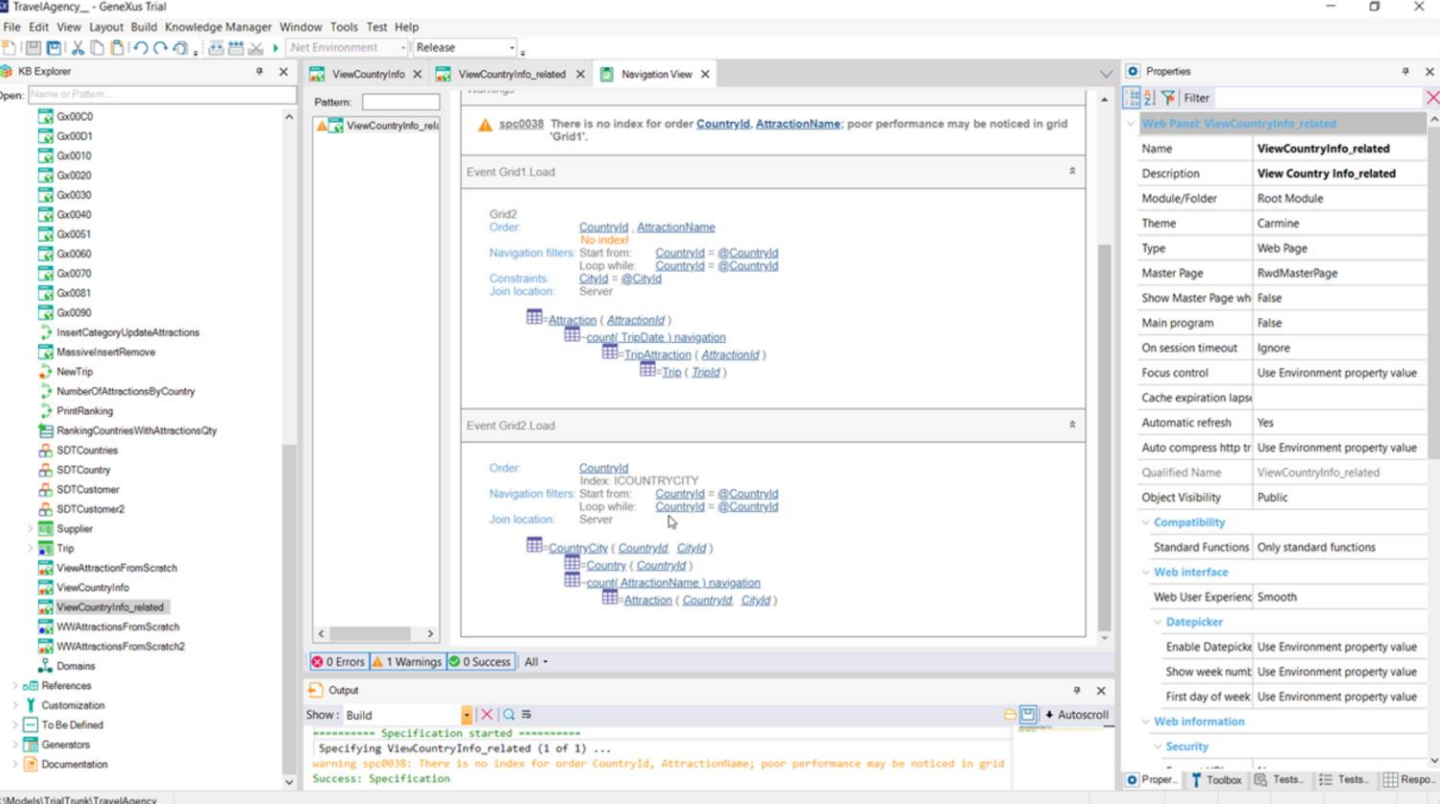 TravelAgency__ - GeneXus Trial
File Edit View Layout Build Knowledge Manager Window Tools Test Help
.Net Environment Release
KB Explorer
Open: Name or Pattern...
Gx00C0
Gx00D1
Gx0010
Gx0020
Gx0030
Gx0040
Gx0051
Gx0060
Gx0070
Gx0081
Gx0090
InsertCategoryUpdateAttractions
MassiveInsertRemove
NewTrip
NumberOfAttractionsByCountry
PrintRanking
RankingCountriesWithAttractionsQty
SDTCountries
SDTCountry
SDTCustomer
SDTCustomer2
Supplier
Trip
ViewAttractionFromScratch
ViewCountryInfo
ViewCountryInfo_related
WWAttractionsFromScratch
WWAttractionsFromScratch2
Domains
References
Customization
To Be Defined
Generators
Documentation
ViewCountryInfo ViewCountryInfo_related Navigation View
Pattern:
ViewCountryInfo_rela
Warnings
spc0038 There is no index for order CountryId, AttractionName; poor performance may be noticed in grid
'Grid1'.
Event Grid1.Load
Grid2
Order: CountryId , AttractionName
No index!
Navigation filters: Start from: CountryId = @CountryId
Loop while: CountryId = @CountryId
Constraints: CityId = @CityId
Join location: Server
=Attraction ( AttractionId )
~count( TripDate ) navigation
=TripAttraction ( AttractionId )
=Trip ( TripId )
Event Grid2.Load
Order: CountryId
Index: ICOUNTRYCITY
Navigation filters: Start from: CountryId = @CountryId
Loop while: CountryId = @CountryId
Join location: Server
=CountryCity ( CountryId, CityId )
=Country ( CountryId )
~count( AttractionName ) navigation
=Attraction ( CountryId, CityId )
0 Errors 1 Warnings 0 Success All
Output
Show: Build Autoscroll
========== Specification started ==========
Specifying ViewCountryInfo_related (1 of 1) ...
warning spc0038: There is no index for order CountryId, AttractionName; poor performance may be noticed in grid
Success: Specification
Properties
Filter
Web Panel: ViewCountryInfo_related
Name ViewCountryInfo_related
Description View Country Info_related
Module/Folder Root Module
Theme Carmine
Type Web Page
Master Page RwdMasterPage
Show Master Page wh False
Main program False
On session timeout Ignore
Focus control Use Environment property value
Cache expiration lapse
Automatic refresh Yes
Auto compress http tr Use Environment property value
Qualified Name ViewCountryInfo_related
Object Visibility Public
Compatibility
Standard Functions Only standard functions
Web interface
Web User Experienc Smooth
Datepicker
Enable Datepicke Use Environment property value
Show week numb Use Environment property value
First day of week Use Environment property value
Web information
Security
Proper... Toolbox Tests... Tests... Respo...
:\Models\TrialTrunk\TravelAgency